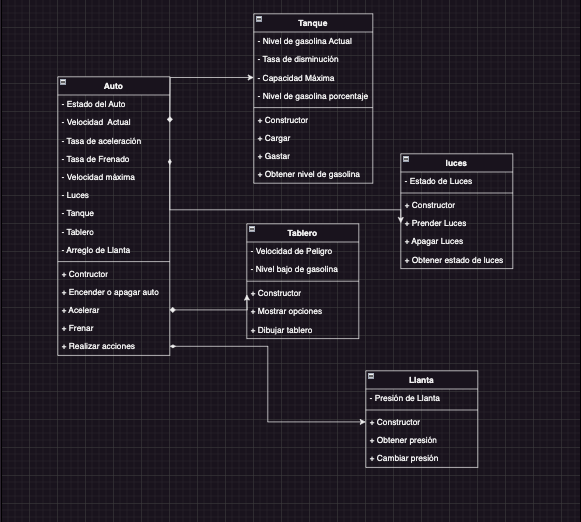 Tanque
- Nivel de gasolina Actual
- Tasa de disminución
- Capacidad Máxima
- Nivel de gasolina porcentaje
+ Constructor
+ Cargar
+ Gastar
+ Obtener nivel de gasolina
Auto
- Estado del Auto
- Velocidad Actual
- Tasa de aceleración
- Tasa de Frenado
- Velocidad máxima
- Luces
- Tanque
- Tablero
- Arreglo de Llanta
+ Contructor
+ Encender o apagar auto
+ Acelerar
+ Frenar
+ Realizar acciones
luces
- Estado de Luces
+ Constructor
+ Prender Luces
+ Apagar Luces
+ Obtener estado de luces
Tablero
- Velocidad de Peligro
- Nivel bajo de gasolina
+ Constructor
+ Mostrar opciones
+ Dibujar tablero
Llanta
- Presión de Llanta
+ Constructor
+ Obtener presión
+ Cambiar presión